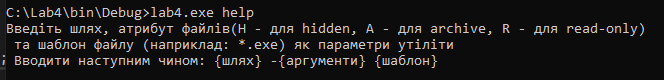 C:\Lab4\bin\Debug>lab4.exe help
Введіть шлях, атрибут файлів(H - для hidden, A - для archive, R - для read-only)
та шаблон файлу (наприклад: *.exe) як параметри утіліти
Вводити наступним чином: {шлях} -{аргументи} {шаблон}